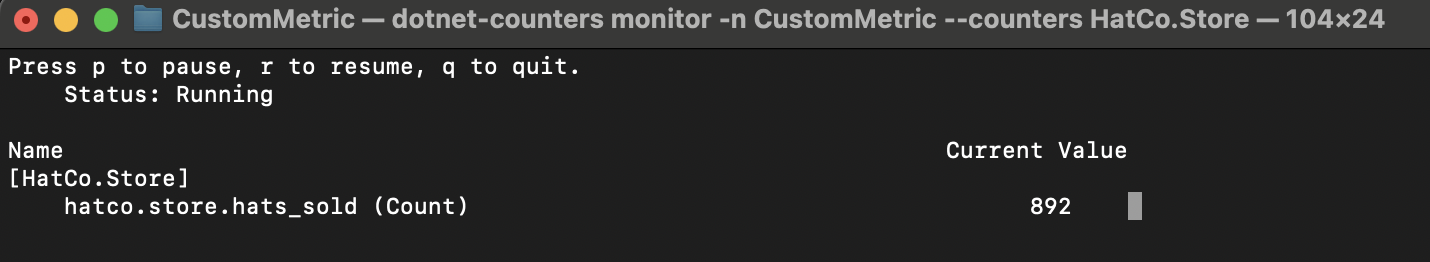 CustomMetric — dotnet-counters monitor -n CustomMetric --counters HatCo.Store — 104×24
Press p to pause, r to resume, q to quit.
    Status: Running
Name                                                               Current Value
[HatCo.Store]
    hatco.store.hats_sold (Count)                                        892